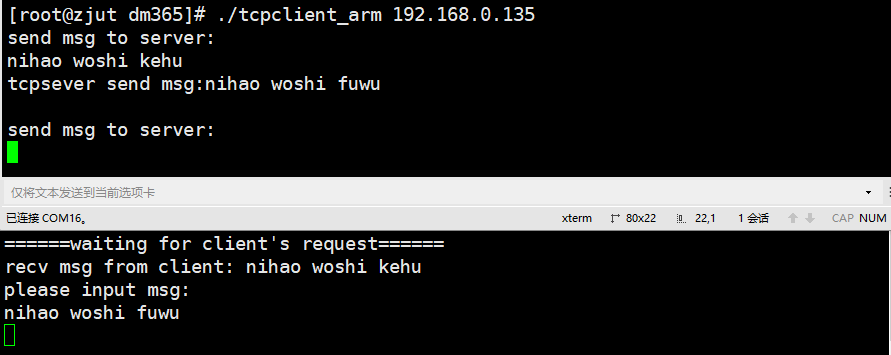 [root@zjut dm365]# ./tcpclient_arm 192.168.0.135
send msg to server:
nihao woshi kehu
tcpsever send msg:nihao woshi fuwu
send msg to server:
仅将文本发送到当前选项卡
已连接 COM16。 xterm 80x22 22,1 1 会话 CAP NUM
======waiting for client's request======
recv msg from client: nihao woshi kehu
please input msg:
nihao woshi fuwu